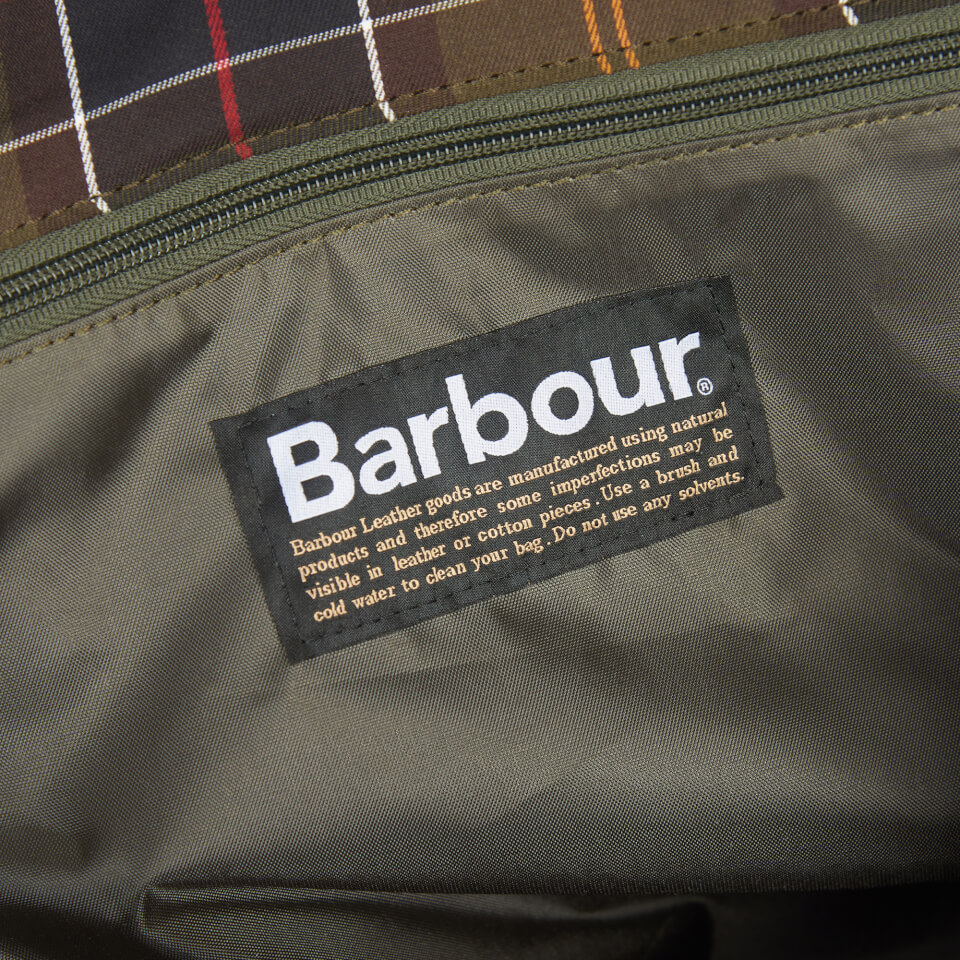 Barbour®
Barbour Leather goods are manufactured using natural
products and therefore some imperfections may be
visible in leather or cotton pieces. Use a brush and
cold water to clean your bag. Do not use any solvents.